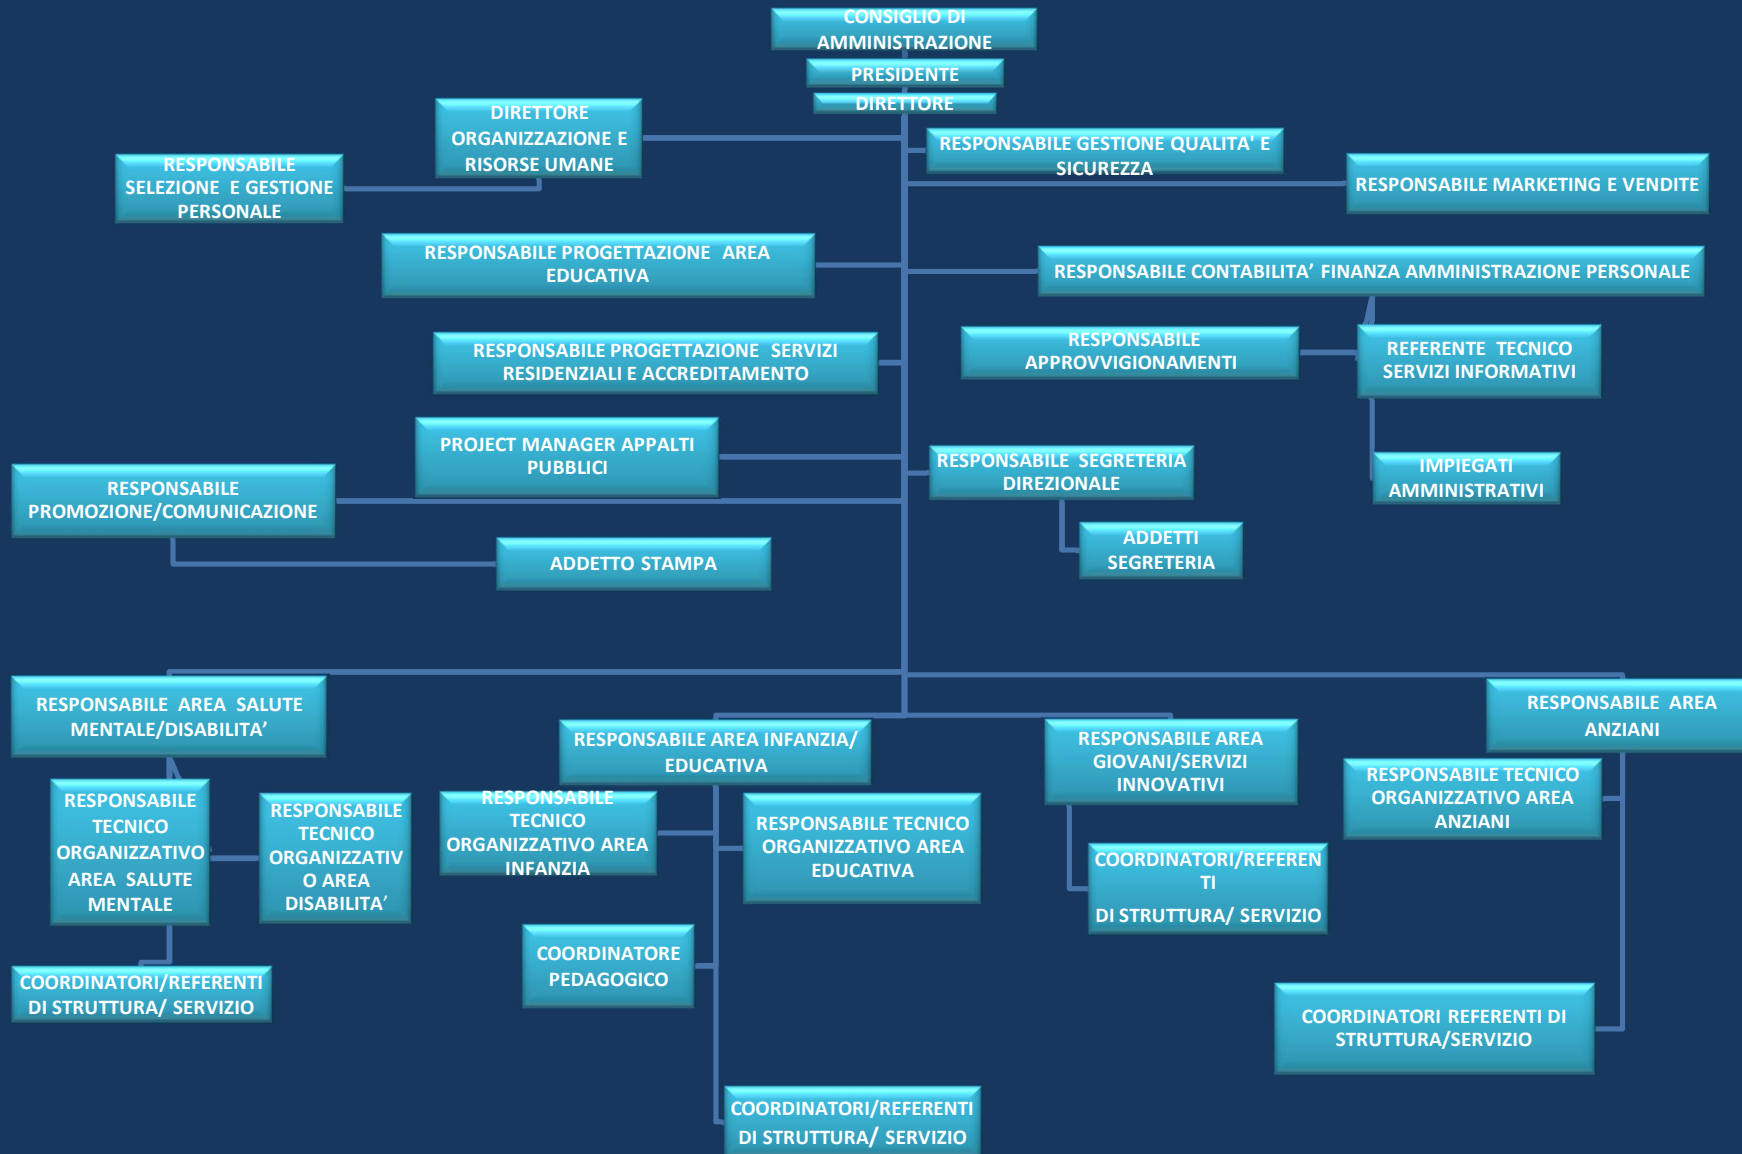 CONSIGLIO DI
AMMINISTRAZIONE
PRESIDENTE
DIRETTORE
DIRETTORE
ORGANIZZAZIONE E
RISORSE UMANE
RESPONSABILE GESTIONE QUALITA' E
SICUREZZA
RESPONSABILE
SELEZIONE E GESTIONE
PERSONALE
RESPONSABILE MARKETING E VENDITE
RESPONSABILE PROGETTAZIONE AREA
EDUCATIVA
RESPONSABILE CONTABILITA’ FINANZA AMMINISTRAZIONE PERSONALE
RESPONSABILE PROGETTAZIONE SERVIZI
RESIDENZIALI E ACCREDITAMENTO
RESPONSABILE
APPROVVIGIONAMENTI
REFERENTE TECNICO
SERVIZI INFORMATIVI
PROJECT MANAGER APPALTI
PUBBLICI
RESPONSABILE SEGRETERIA
DIREZIONALE
IMPIEGATI
AMMINISTRATIVI
RESPONSABILE
PROMOZIONE/COMUNICAZIONE
ADDETTI
SEGRETERIA
ADDETTO STAMPA
RESPONSABILE AREA SALUTE
MENTALE/DISABILITA’
RESPONSABILE AREA INFANZIA/
EDUCATIVA
RESPONSABILE AREA
GIOVANI/SERVIZI
INNOVATIVI
RESPONSABILE AREA
ANZIANI
RESPONSABILE
TECNICO
ORGANIZZATIVO
AREA SALUTE
MENTALE
RESPONSABILE
TECNICO
ORGANIZZATIV
O AREA
DISABILITA’
RESPONSABILE
TECNICO
ORGANIZZATIVO AREA
INFANZIA
RESPONSABILE TECNICO
ORGANIZZATIVO AREA
EDUCATIVA
COORDINATORI/REFEREN
TI
DI STRUTTURA/ SERVIZIO
RESPONSABILE TECNICO
ORGANIZZATIVO AREA
ANZIANI
COORDINATORI/REFERENTI
DI STRUTTURA/ SERVIZIO
COORDINATORE
PEDAGOGICO
COORDINATORI REFERENTI DI
STRUTTURA/SERVIZIO
COORDINATORI/REFERENTI
DI STRUTTURA/ SERVIZIO